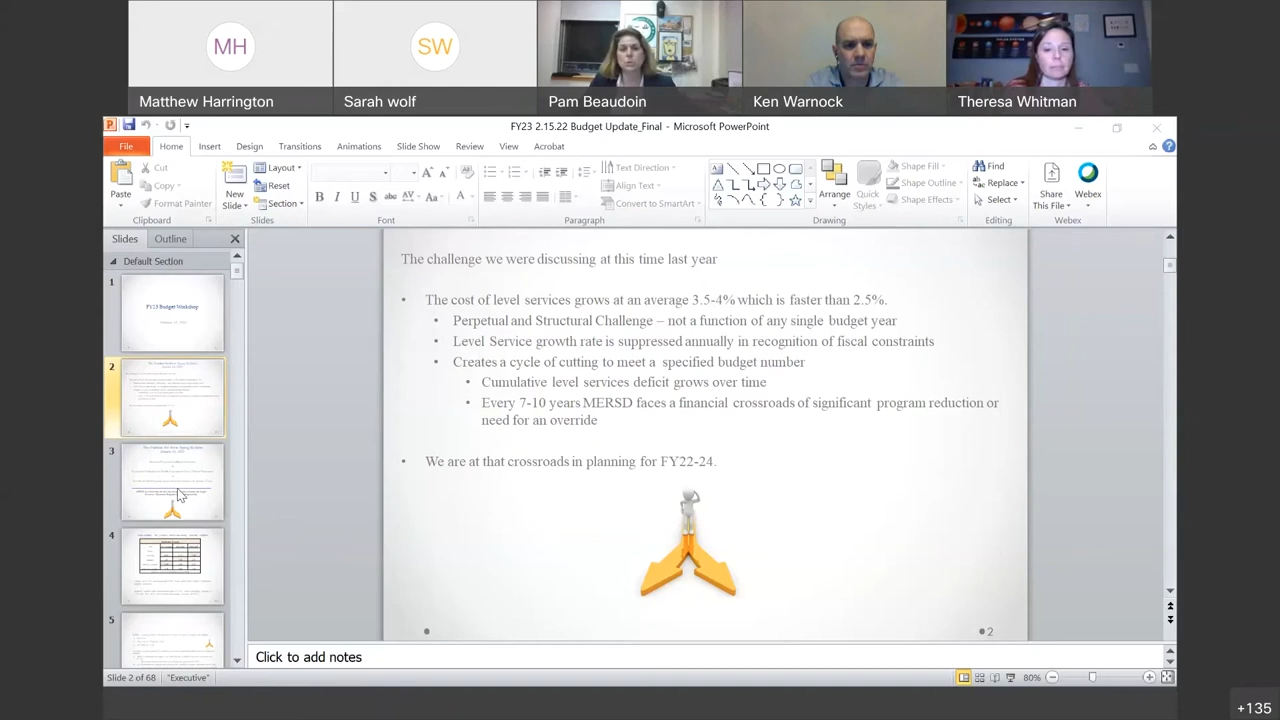 MH
SW
Matthew Harrington
Sarah wolf
Pam Beaudoin
Ken Warnock
Theresa Whitman
FY23 2.15.22 Budget Update_Final - Microsoft PowerPoint
File Home Insert Design Transitions Animations Slide Show Review View Acrobat
Paste
Cut
Copy
Format Painter
Clipboard
New Slide
Layout
Reset
Section
Slides
Font
Text Direction
Align Text
Convert to SmartArt
Paragraph
Arrange
Quick Styles
Shape Fill
Shape Outline
Shape Effects
Drawing
Find
Replace
Select
Editing
Share This File
Webex
Webex
Slides Outline
Default Section
1
FY23 Budget Workshop
2
3
4
5
The challenge we were discussing at this time last year
• The cost of level services grows at an average 3.5-4% which is faster than 2.5%.
• Perpetual and Structural Challenge – not a function of any single budget year
• Level Service growth rate is suppressed annually in recognition of fiscal constraints
• Creates a cycle of cutting to meet a specified budget number
• Cumulative level services deficit grows over time
• Every 7-10 years MERSD faces a financial crossroads of significant program reduction or
need for an override
• We are at that crossroads in planning for FY22-24.
2
Click to add notes
Slide 2 of 68 "Executive" 80%
+135